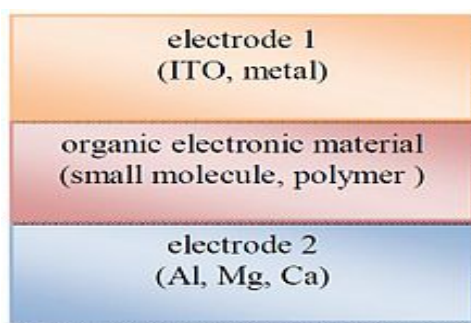 electrode 1
(ITO, metal)
organic electronic material
(small molecule, polymer )
electrode 2
(Al, Mg, Ca)